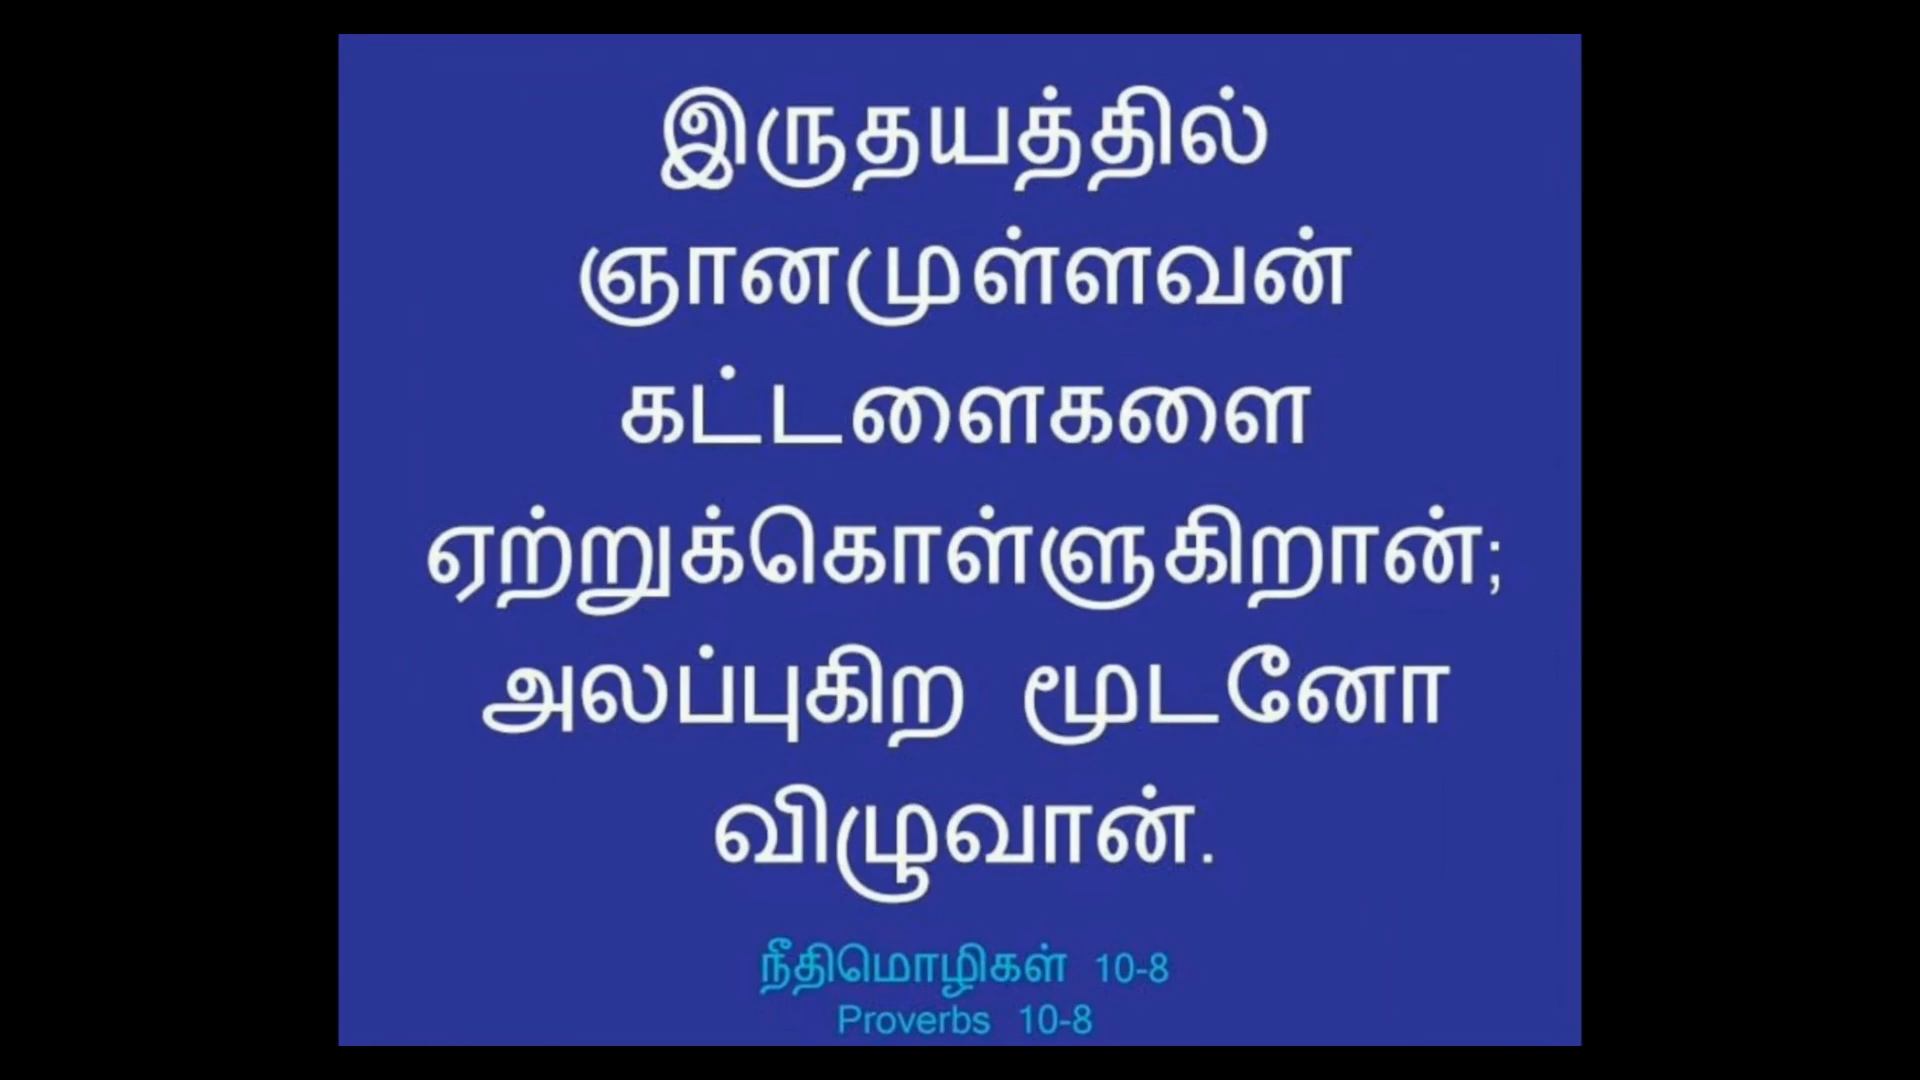 இருதயத்தில்
ஞானமுள்ளவன்
கட்டளைகளை
ஏற்றுக்கொள்ளுகிறான்;
அலப்புகிற மூடனோ
விழுவான்.
நீதிமொழிகள் 10-8
Proverbs 10-8